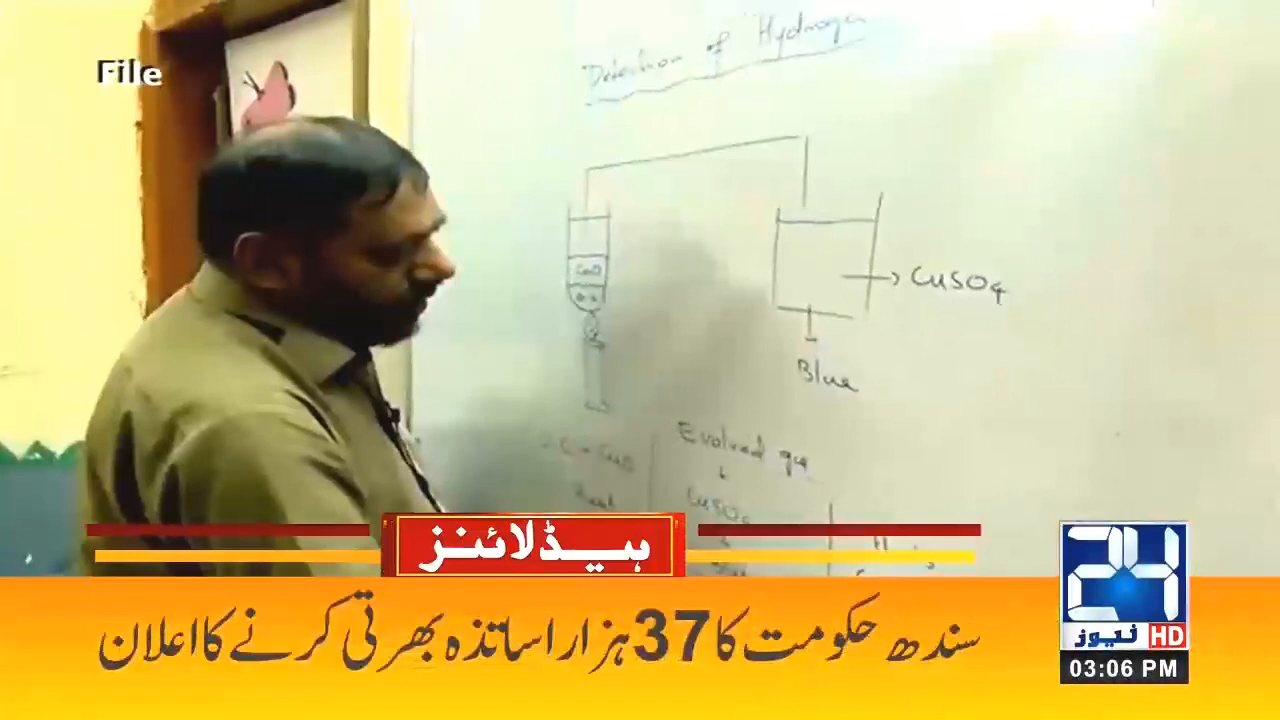 File
Detection of Hydrogen
CuO
CuSO4
Blue
Evolved gas
CuSO4
ہیڈلائنز
سندھ حکومت کا 37 ہزار اساتذہ بھرتی کرنے کا اعلان
24
نیوز HD
03:06 PM